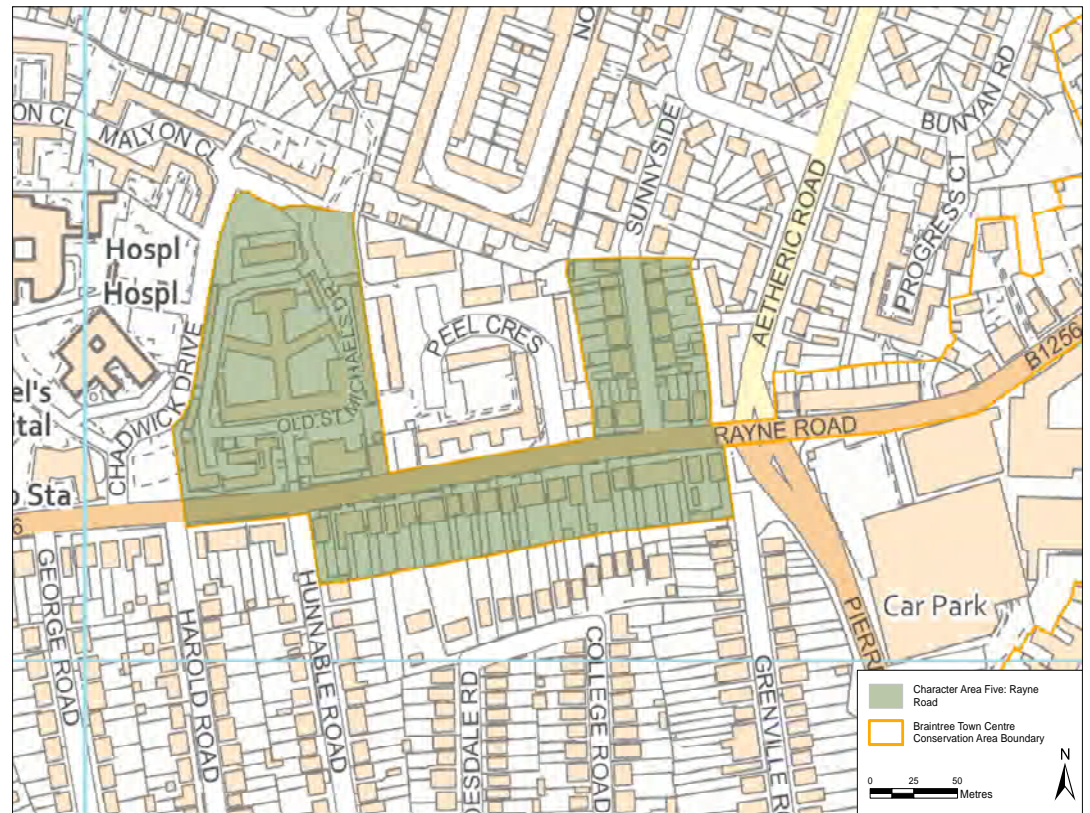 NO
ON CL
MALYON CL
SUNNYSIDE
BUNYAN RD
AETHERIC ROAD
PROGRESS CT
Hospl
Hospl
CHADWICK DRIVE
OLD ST MICHAELS DR
PEEL CRES
B1256
el's
ital
RAYNE ROAD
o Sta
6
GEORGE ROAD
HAROLD ROAD
HUNNABLE ROAD
DESDALE RD
COLLEGE ROAD
GRENVILLE R
PIERR
Car Park
Character Area Five: Rayne
Road
Braintree Town Centre
Conservation Area Boundary
N
0 25 50
Metres